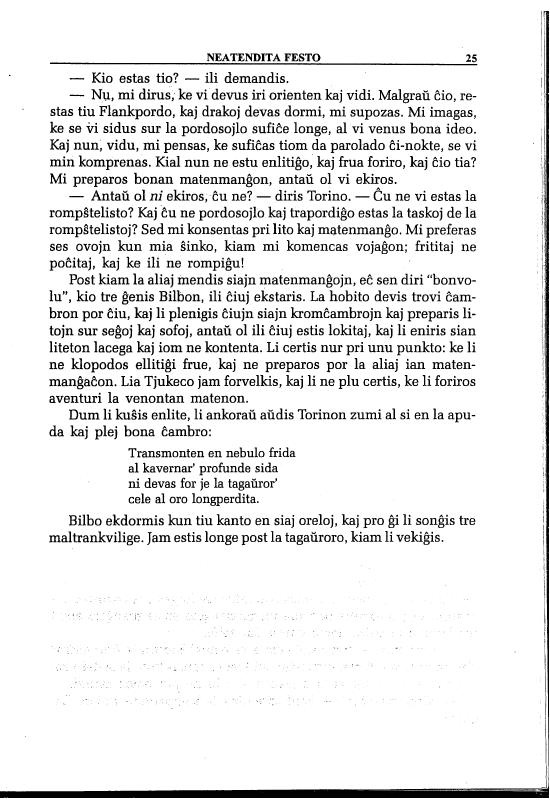 NEATENDITA FESTO 25
— Kio estas tio? — ili demandis.
— Nu, mi dirus, ke vi devus iri orienten kaj vidi. Malgraŭ ĉio, re-
stas tiu Flankpordo, kaj drakoj devas dormi, mi supozas. Mi imagas,
ke se vi sidus sur la pordosojlo sufiĉe longe, al vi venus bona ideo.
Kaj nun, vidu, mi pensas, ke sufiĉas tiom da parolado ĉi-nokte, se vi
min komprenas. Kial nun ne estu enlitiĝo, kaj frua foriro, kaj ĉio tia?
Mi preparos bonan matenmanĝon, antaŭ ol vi ekiros.
— Antaŭ ol ni ekiros, ĉu ne? — diris Torino. — Ĉu ne vi estas la
rompŝtelisto? Kaj ĉu ne pordosojlo kaj trapordiĝo estas la taskoj de la
rompŝtelistoj? Sed mi konsentas pri lito kaj matenmanĝo. Mi preferas
ses ovojn kun mia ŝinko, kiam mi komencas vojaĝon; frititaj ne
poĉitaj, kaj ke ili ne rompiĝu!
Post kiam la aliaj mendis siajn matenmanĝojn, eĉ sen diri “bonvo-
lu”, kio tre ĝenis Bilbon, ili ĉiuj ekstaris. La hobito devis trovi ĉam-
bron por ĉiu, kaj li plenigis ĉiujn siajn kromĉambrojn kaj preparis li-
tojn sur seĝoj kaj sofoj, antaŭ ol ili ĉiuj estis lokitaj, kaj li eniris sian
liteton lacega kaj iom ne kontenta. Li certis nur pri unu punkto: ke li
ne klopodos ellitiĝi frue, kaj ne preparos por la aliaj ian maten-
manĝaĉon. Lia Tjukeco jam forvelkis, kaj li ne plu certis, ke li foriros
aventuri la venontan matenon.
Dum li kuŝis enlite, li ankoraŭ aŭdis Torinon zumi al si en la apu-
da kaj plej bona ĉambro:
Transmonten en nebulo frida
al kavernar’ profunde sida
ni devas for je la tagaŭror’
cele al oro longperdita.
Bilbo ekdormis kun tiu kanto en siaj oreloj, kaj pro ĝi li sonĝis tre
maltrankvilige. Jam estis longe post la tagaŭroro, kiam li vekiĝis.